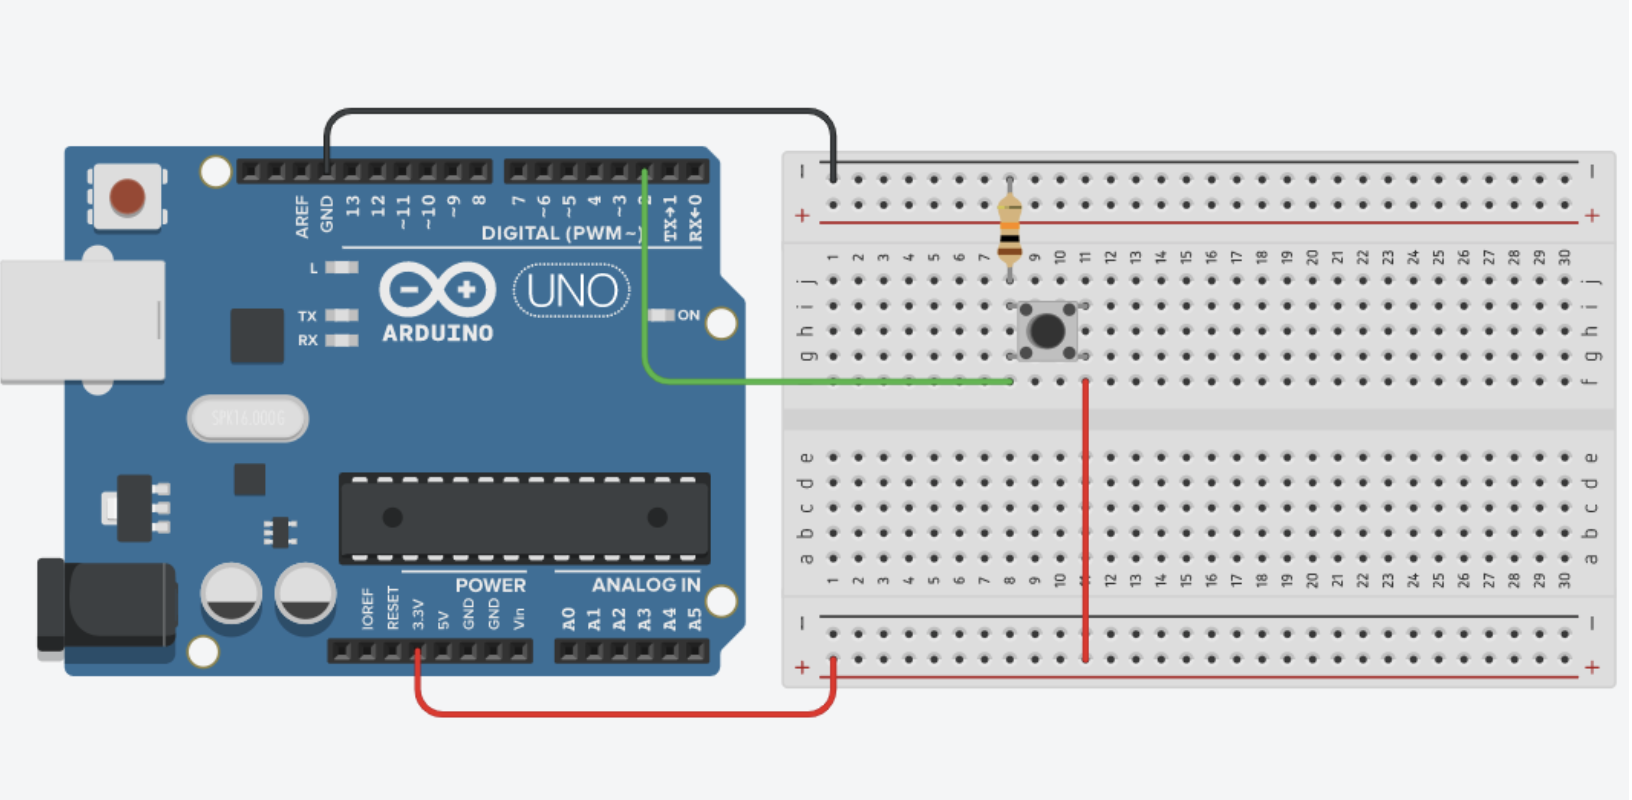 AREF GND 13 12 ~11 ~10 ~9 8 7 ~6 ~5 4 ~3 2 TX→1 RX←0
DIGITAL (PWM ~)
L
TX
RX
UNO
ARDUINO
ON
SPK16.000G
POWER
ANALOG IN
IOREF RESET 3.3V 5V GND GND Vin A0 A1 A2 A3 A4 A5
− −
+ +
1 2 3 4 5 6 7 8 9 10 11 12 13 14 15 16 17 18 19 20 21 22 23 24 25 26 27 28 29 30
j j
i i
h h
g g
f f
e e
d d
c c
b b
a a
1 2 3 4 5 6 7 8 9 10 11 12 13 14 15 16 17 18 19 20 21 22 23 24 25 26 27 28 29 30
− −
+ +